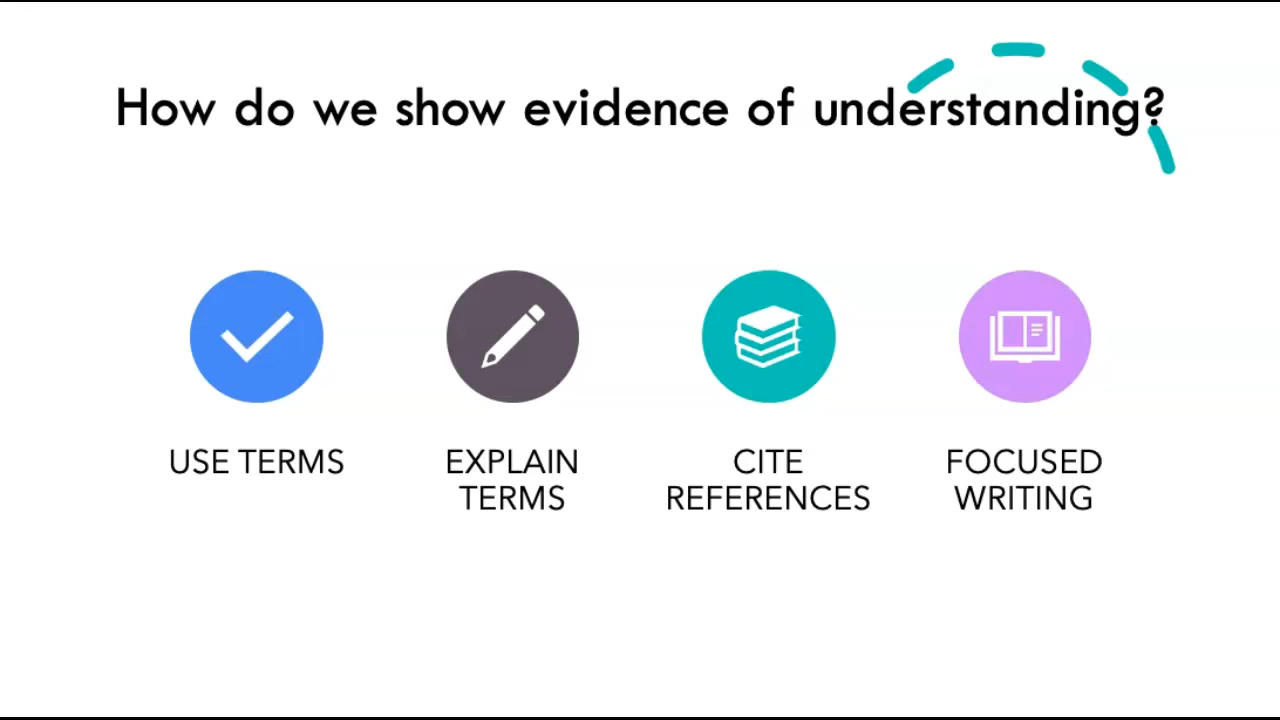 How do we show evidence of understanding?
USE TERMS
EXPLAIN
TERMS
CITE
REFERENCES
FOCUSED
WRITING